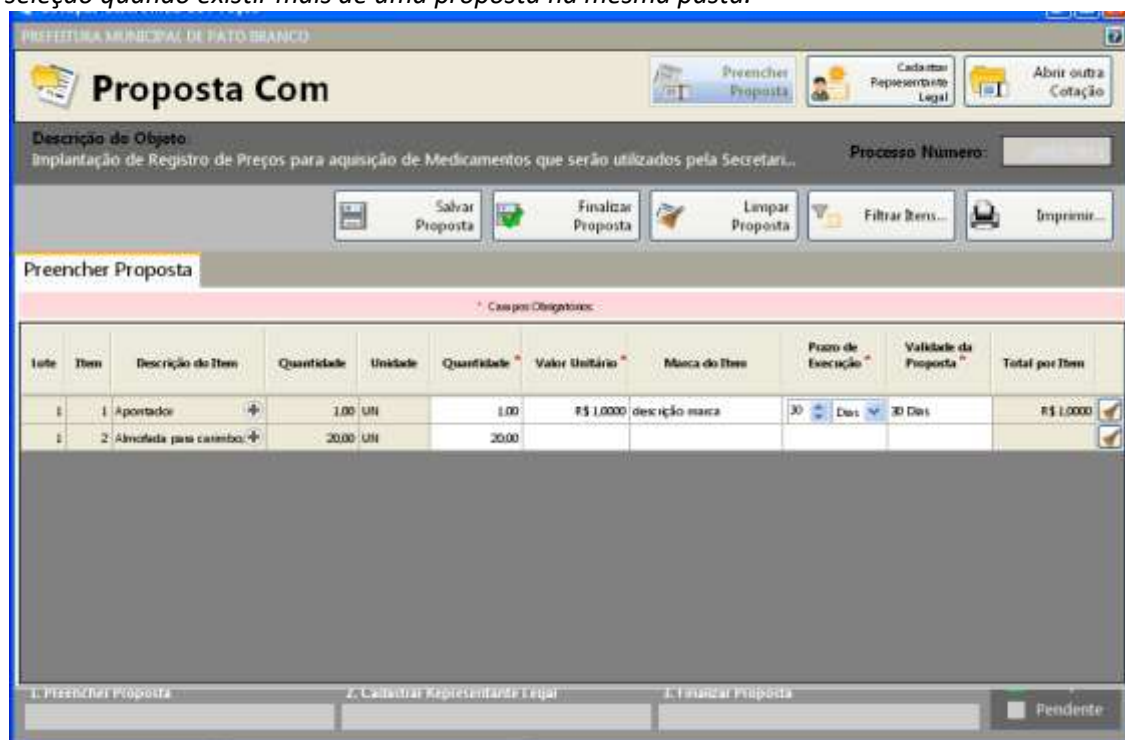 seleção quando existir mais de uma proposta na mesma pasta.
PREFEITURA MUNICIPAL DE PATO BRANCO
Proposta Com
Preencher
Proposta
Cadastrar
Representante
Legal
Abrir outra
Cotação
Descrição do Objeto
Implantação de Registro de Preços para aquisição de Medicamentos que serão utilizados pela Secretari...
Processo Número:
Salvar
Proposta
Finalizar
Proposta
Limpar
Proposta
Filtrar Itens...
Imprimir...
Preencher Proposta
* Campos Obrigatórios
Lote Item Descrição do Item Quantidade Unidade Quantidade * Valor Unitário * Marca do Item Prazo de Execução * Validade da Proposta * Total por Item
1 1 Apontador 1,00 UN 1,00 R$ 1,0000 descrição marca 30 Dias 30 Dias R$ 1,0000
1 2 Almofada para carimbo. 20,00 UN 20,00
1. Preencher Proposta 2. Cadastrar Representante Legal 3. Finalizar Proposta
Pendente